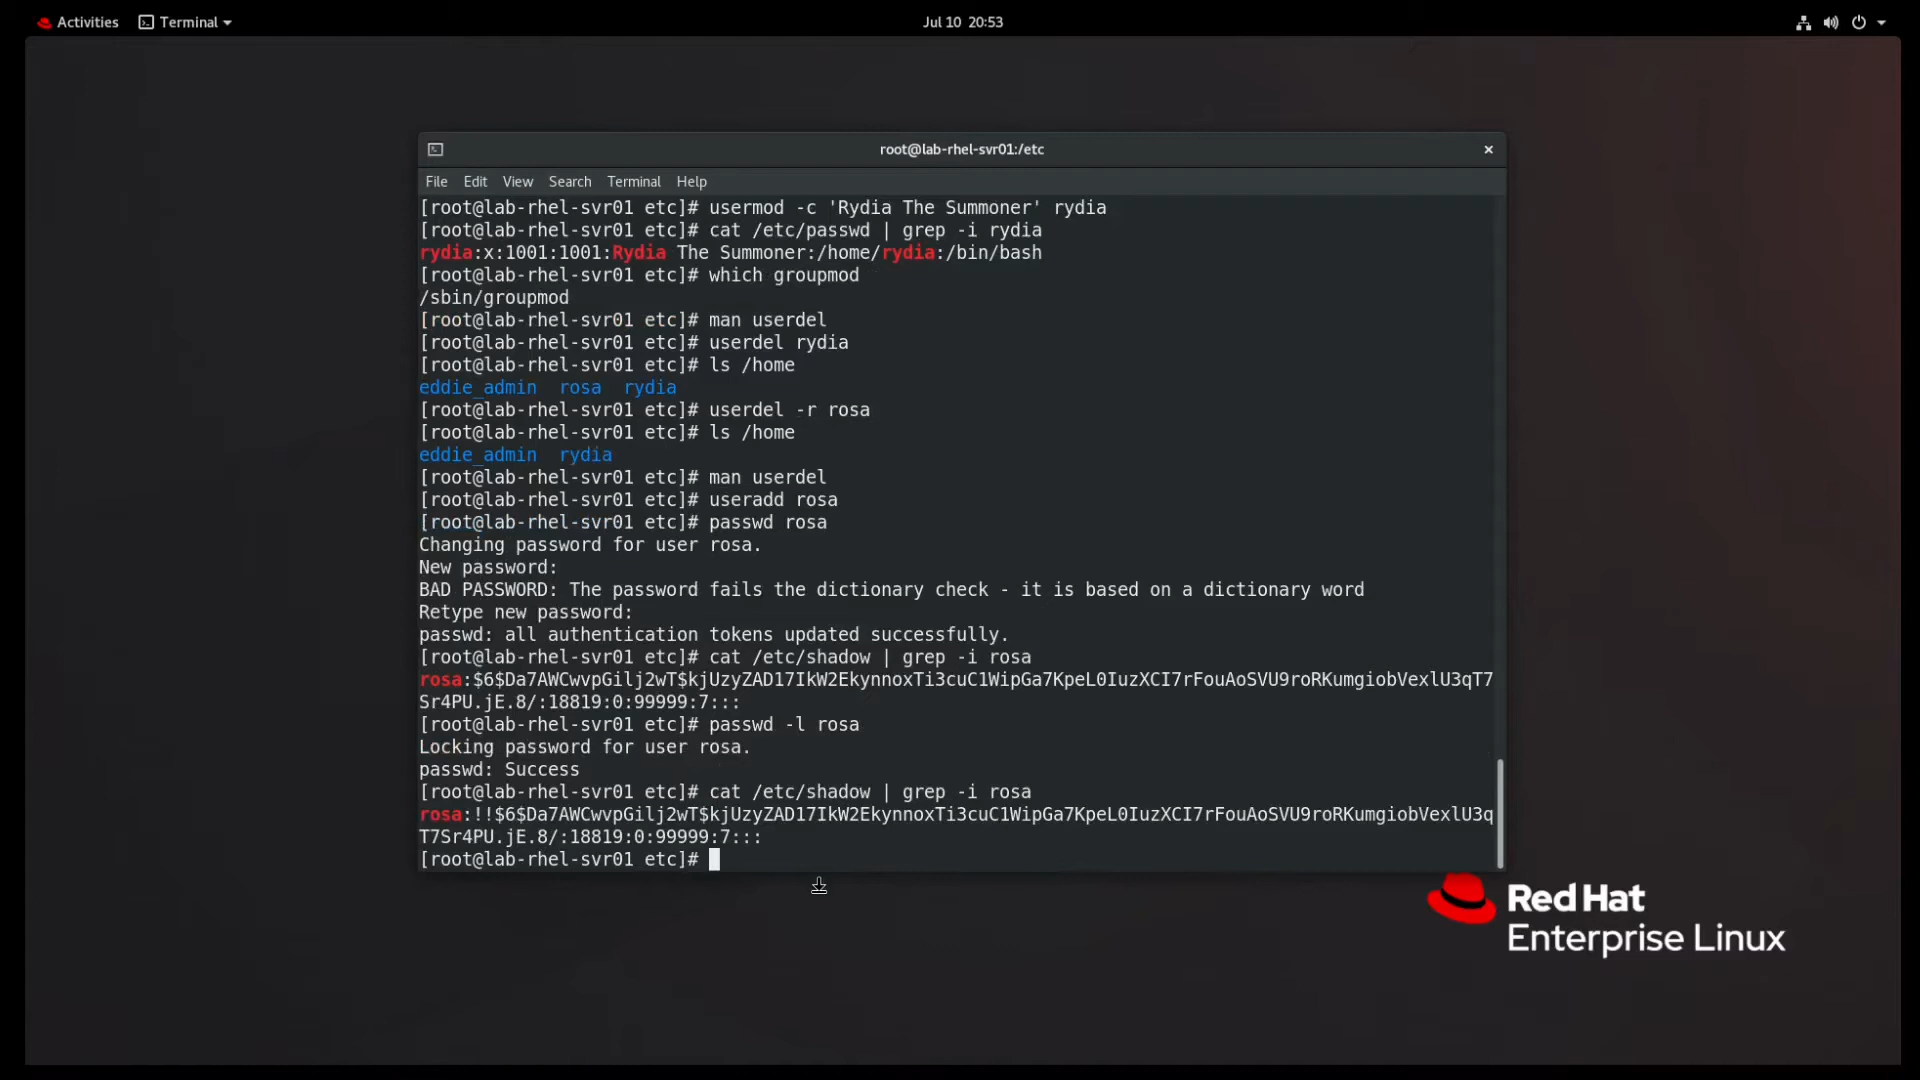 Activities
Terminal
Jul 10 20:53
root@lab-rhel-svr01:/etc
File Edit View Search Terminal Help
[root@lab-rhel-svr01 etc]# usermod -c 'Rydia The Summoner' rydia
[root@lab-rhel-svr01 etc]# cat /etc/passwd | grep -i rydia
rydia:x:1001:1001:Rydia The Summoner:/home/rydia:/bin/bash
[root@lab-rhel-svr01 etc]# which groupmod
/sbin/groupmod
[root@lab-rhel-svr01 etc]# man userdel
[root@lab-rhel-svr01 etc]# userdel rydia
[root@lab-rhel-svr01 etc]# ls /home
eddie_admin  rosa  rydia
[root@lab-rhel-svr01 etc]# userdel -r rosa
[root@lab-rhel-svr01 etc]# ls /home
eddie_admin  rydia
[root@lab-rhel-svr01 etc]# man userdel
[root@lab-rhel-svr01 etc]# useradd rosa
[root@lab-rhel-svr01 etc]# passwd rosa
Changing password for user rosa.
New password:
BAD PASSWORD: The password fails the dictionary check - it is based on a dictionary word
Retype new password:
passwd: all authentication tokens updated successfully.
[root@lab-rhel-svr01 etc]# cat /etc/shadow | grep -i rosa
rosa:$6$Da7AWCwvpGilj2wT$kjUzyZAD17IkW2EkynnoxTi3cuC1WipGa7KpeL0IuzXCI7rFouAoSVU9roRKumgiobVexlU3qT7
Sr4PU.jE.8/:18819:0:99999:7:::
[root@lab-rhel-svr01 etc]# passwd -l rosa
Locking password for user rosa.
passwd: Success
[root@lab-rhel-svr01 etc]# cat /etc/shadow | grep -i rosa
rosa:!!$6$Da7AWCwvpGilj2wT$kjUzyZAD17IkW2EkynnoxTi3cuC1WipGa7KpeL0IuzXCI7rFouAoSVU9roRKumgiobVexlU3q
T7Sr4PU.jE.8/:18819:0:99999:7:::
[root@lab-rhel-svr01 etc]#
Red Hat
Enterprise Linux